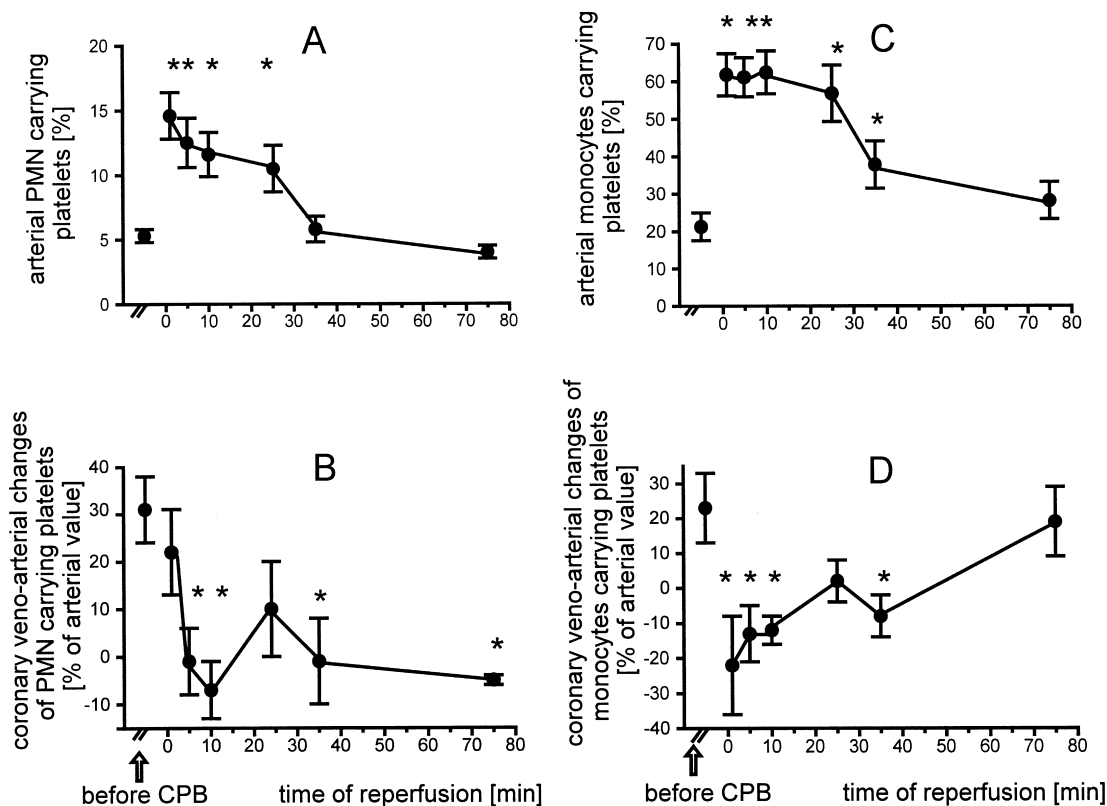 A
arterial PMN carrying
platelets [%]
20
15
10
5
0
** * *
0 10 20 30 40 50 60 70 80
C
arterial monocytes carrying
platelets [%]
70
60
50
40
30
20
10
0
* ** * *
0 10 20 30 40 50 60 70 80
B
coronary veno-arterial changes
of PMN carrying platelets
[% of arterial value]
40
30
20
10
0
-10
* * * *
0 10 20 30 40 50 60 70 80
before CPB
time of reperfusion [min]
D
coronary veno-arterial changes of
monocytes carrying platelets
[% of arterial value]
30
20
10
0
-10
-20
-30
-40
* * * *
0 10 20 30 40 50 60 70 80
before CPB
time of reperfusion [min]